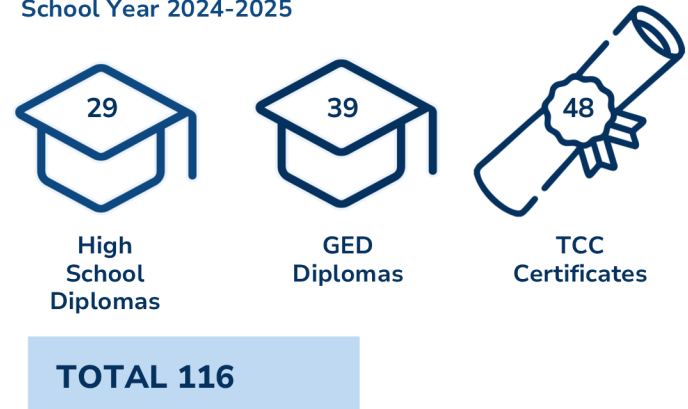 School Year 2024-2025
29
39
48
High
School
Diplomas
GED
Diplomas
TCC
Certificates
TOTAL 116